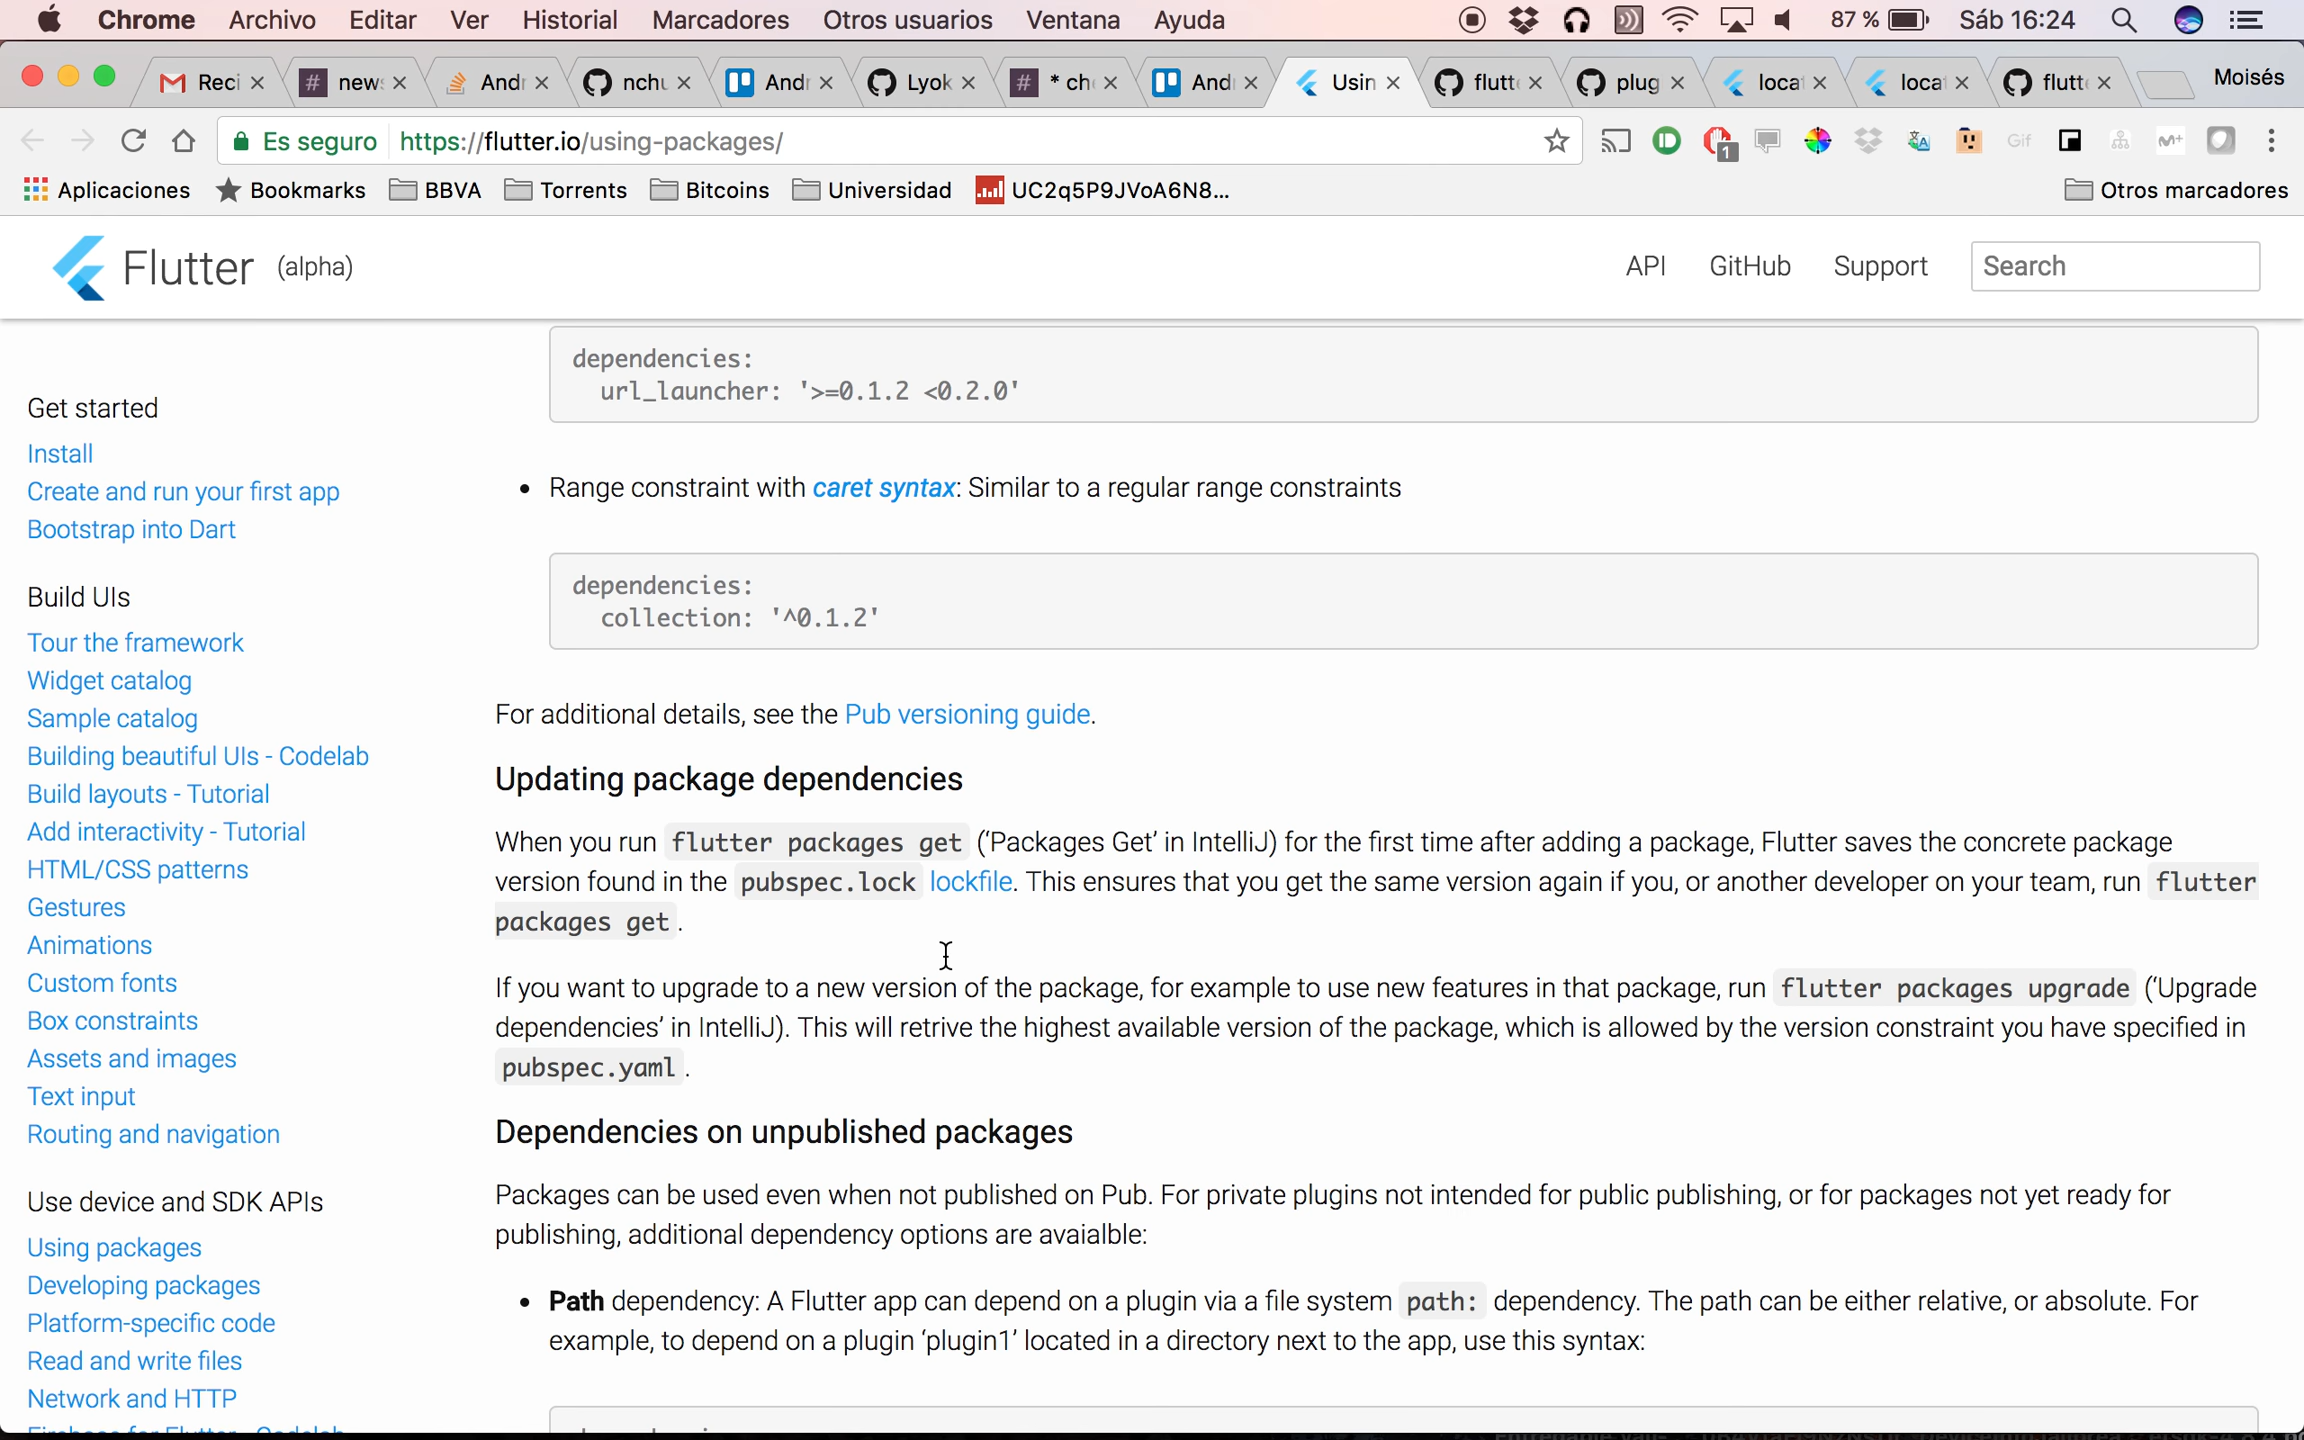 Chrome Archivo Editar Ver Historial Marcadores Otros usuarios Ventana Ayuda 87 % Sáb 16:24
Reci news And nchu And Lyok * che And Usin flutt plug loca loca flutt Moisés
Es seguro https://flutter.io/using-packages/ 1 Gif M+
Aplicaciones Bookmarks BBVA Torrents Bitcoins Universidad UC2q5P9JVoA6N8... Otros marcadores
Flutter (alpha) API GitHub Support Search
Get started
Install
Create and run your first app
Bootstrap into Dart
Build UIs
Tour the framework
Widget catalog
Sample catalog
Building beautiful UIs - Codelab
Build layouts - Tutorial
Add interactivity - Tutorial
HTML/CSS patterns
Gestures
Animations
Custom fonts
Box constraints
Assets and images
Text input
Routing and navigation
Use device and SDK APIs
Using packages
Developing packages
Platform-specific code
Read and write files
Network and HTTP
dependencies:
url_launcher: '>=0.1.2 <0.2.0'
• Range constraint with caret syntax: Similar to a regular range constraints
dependencies:
collection: '^0.1.2'
For additional details, see the Pub versioning guide.
Updating package dependencies
When you run flutter packages get (‘Packages Get’ in IntelliJ) for the first time after adding a package, Flutter saves the concrete package
version found in the pubspec.lock lockfile. This ensures that you get the same version again if you, or another developer on your team, run flutter
packages get.
If you want to upgrade to a new version of the package, for example to use new features in that package, run flutter packages upgrade (‘Upgrade
dependencies’ in IntelliJ). This will retrive the highest available version of the package, which is allowed by the version constraint you have specified in
pubspec.yaml.
Dependencies on unpublished packages
Packages can be used even when not published on Pub. For private plugins not intended for public publishing, or for packages not yet ready for
publishing, additional dependency options are avaialble:
• Path dependency: A Flutter app can depend on a plugin via a file system path: dependency. The path can be either relative, or absolute. For
example, to depend on a plugin ‘plugin1’ located in a directory next to the app, use this syntax: